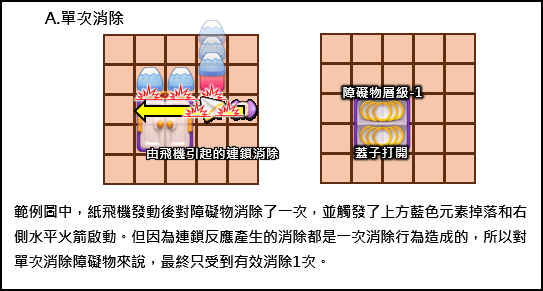 A.單次消除
障礙物層級-1
由飛機引起的連鎖消除
蓋子打開
範例圖中，紙飛機發動後對障礙物消除了一次，並觸發了上方藍色元素掉落和右
側水平火箭啟動。但因為連鎖反應產生的消除都是一次消除行為造成的，所以對
單次消除障礙物來說，最終只受到有效消除1次。